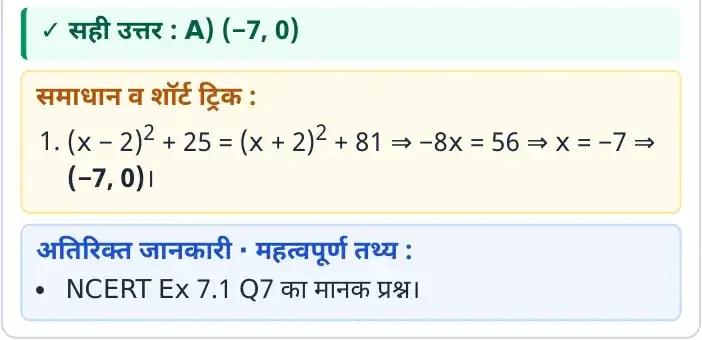 ✓ सही उत्तर : A) (−7, 0)
समाधान व शॉर्ट ट्रिक :
1. (x − 2)² + 25 = (x + 2)² + 81 ⇒ −8x = 56 ⇒ x = −7 ⇒
(−7, 0)।
अतिरिक्त जानकारी · महत्वपूर्ण तथ्य :
• NCERT Ex 7.1 Q7 का मानक प्रश्न।